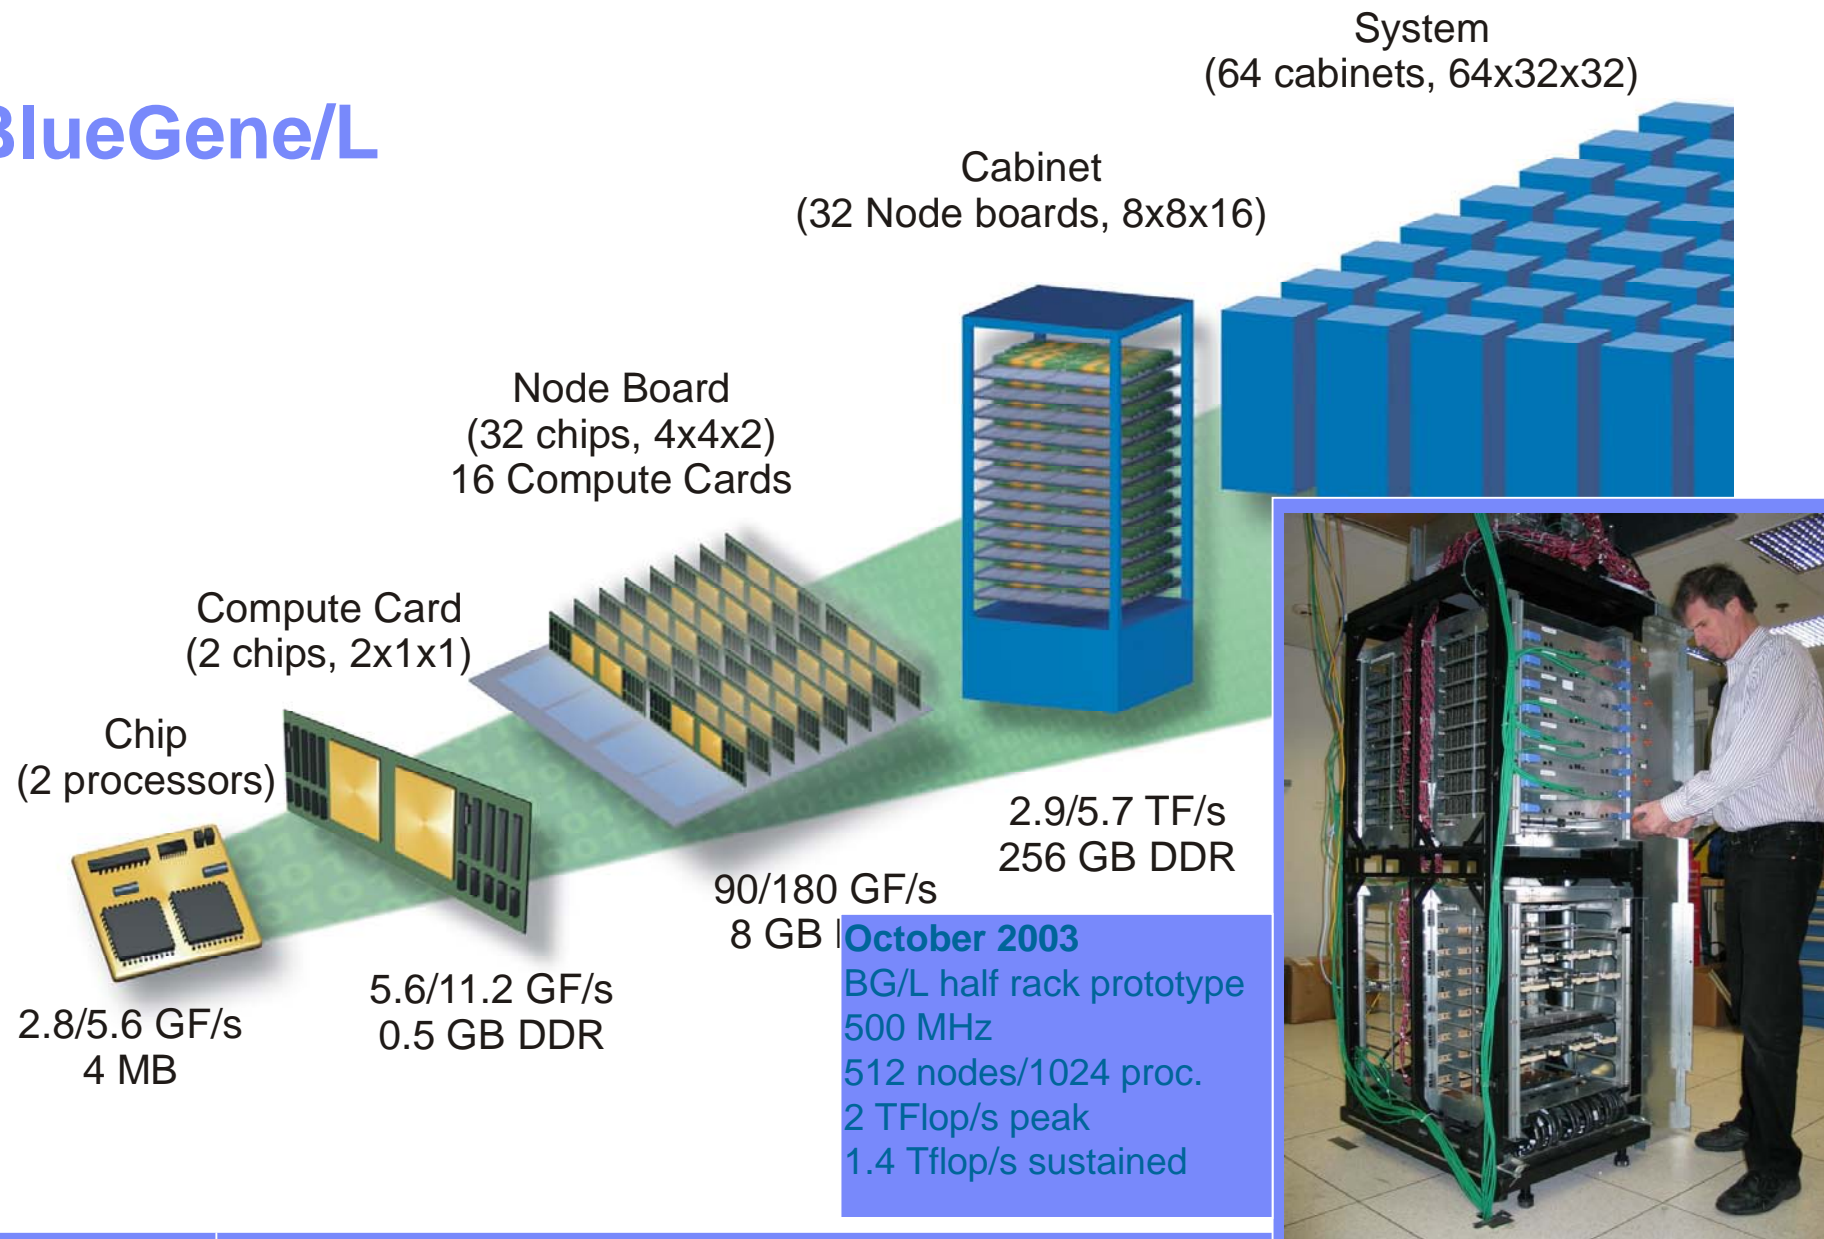 BlueGene/L
System
(64 cabinets, 64x32x32)
Cabinet
(32 Node boards, 8x8x16)
Node Board
(32 chips, 4x4x2)
16 Compute Cards
Compute Card
(2 chips, 2x1x1)
Chip
(2 processors)
2.8/5.6 GF/s
4 MB
5.6/11.2 GF/s
0.5 GB DDR
90/180 GF/s
8 GB
2.9/5.7 TF/s
256 GB DDR
October 2003
BG/L half rack prototype
500 MHz
512 nodes/1024 proc.
2 TFlop/s peak
1.4 Tflop/s sustained